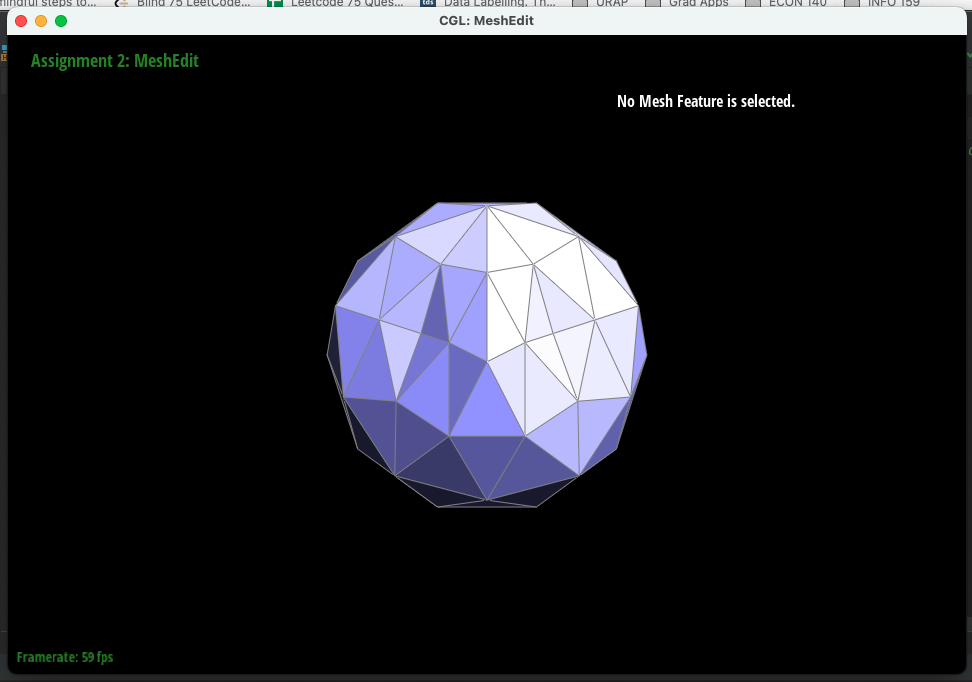 mindful steps to...
Blind 75 LeetCode...
Leetcode 75 Ques...
tds
Data Labelling, Th...
URAP
Grad Apps
ECON 140
INFO 159
CGL: MeshEdit
Assignment 2: MeshEdit
No Mesh Feature is selected.
Framerate: 59 fps